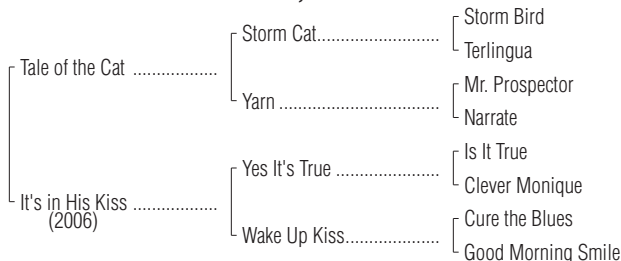 Storm Bird
Storm Cat..............................
Terlingua
Tale of the Cat ..................
Mr. Prospector
Yarn .......................................
Narrate
Is It True
Yes It's True .........................
Clever Monique
It's in His Kiss ..................
(2006)
Cure the Blues
Wake Up Kiss.......................
Good Morning Smile